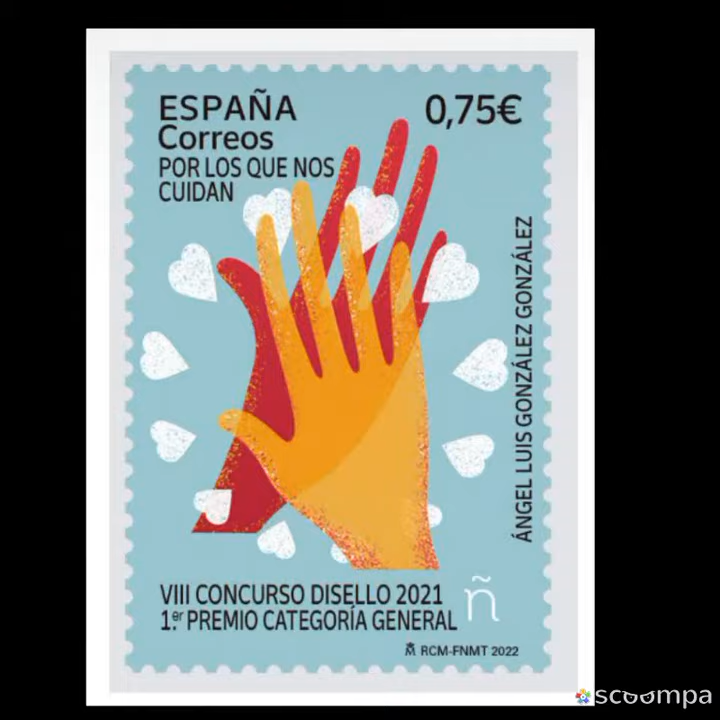 ESPAÑA
0,75€
Correos
POR LOS QUE NOS
CUIDAN
ÁNGEL LUIS GONZÁLEZ GONZÁLEZ
VIII CONCURSO DISELLO 2021
1.er PREMIO CATEGORÍA GENERAL
ñ
RCM-FNMT 2022
scoompa